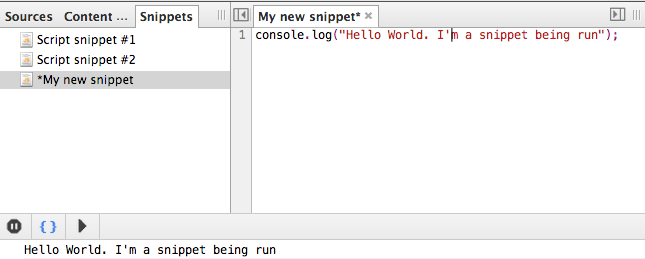 Sources Content ... Snippets
My new snippet* ×
Script snippet #1
Script snippet #2
*My new snippet
1 console.log("Hello World. I'm a snippet being run");
{ }
Hello World. I'm a snippet being run